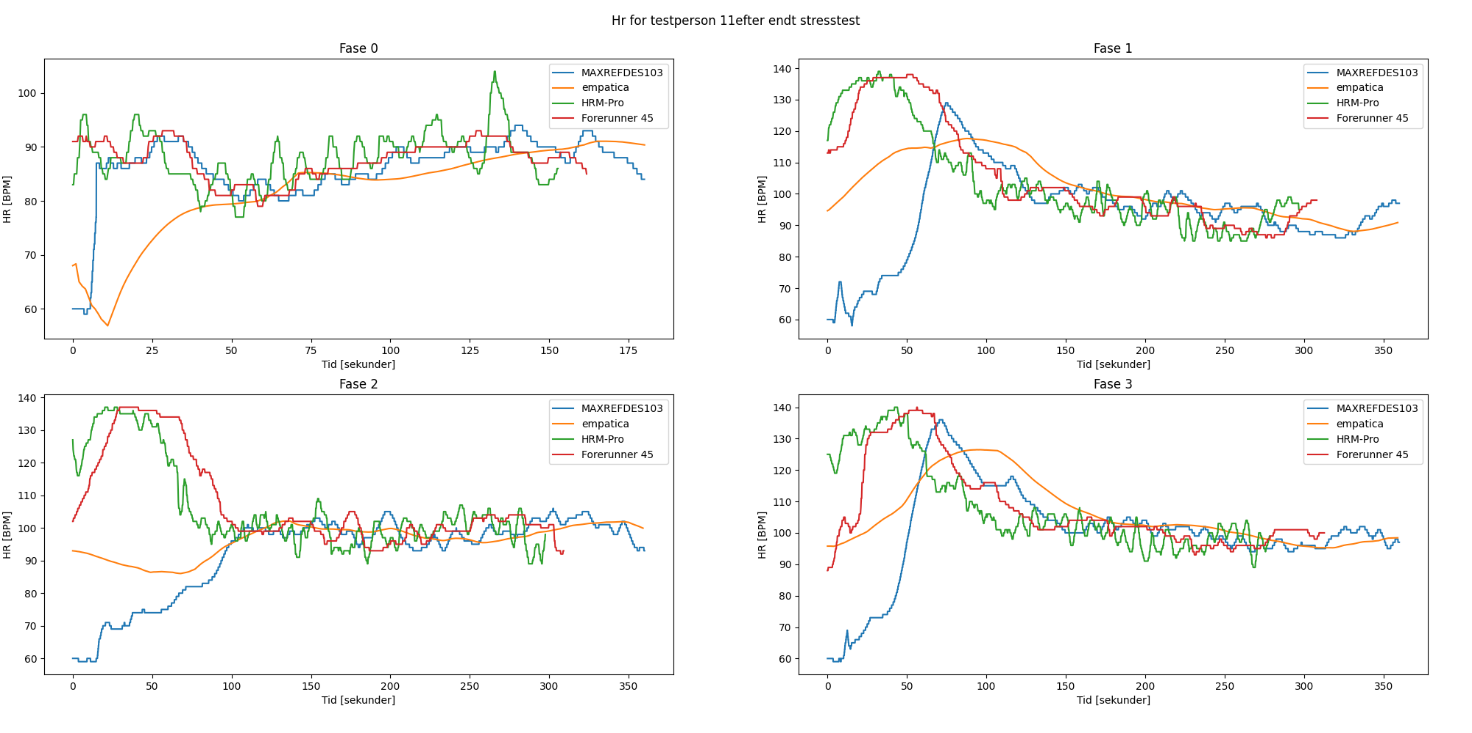 Hr for testperson 11efter endt stresstest
Fase 0
HR [BPM]
100
90
80
70
60
0 25 50 75 100 125 150 175
Tid [sekunder]
MAXREFDES103
empatica
HRM-Pro
Forerunner 45
Fase 1
HR [BPM]
140
130
120
110
100
90
80
70
60
0 50 100 150 200 250 300 350
Tid [sekunder]
MAXREFDES103
empatica
HRM-Pro
Forerunner 45
Fase 2
HR [BPM]
140
130
120
110
100
90
80
70
60
0 50 100 150 200 250 300 350
Tid [sekunder]
MAXREFDES103
empatica
HRM-Pro
Forerunner 45
Fase 3
HR [BPM]
140
130
120
110
100
90
80
70
60
0 50 100 150 200 250 300 350
Tid [sekunder]
MAXREFDES103
empatica
HRM-Pro
Forerunner 45